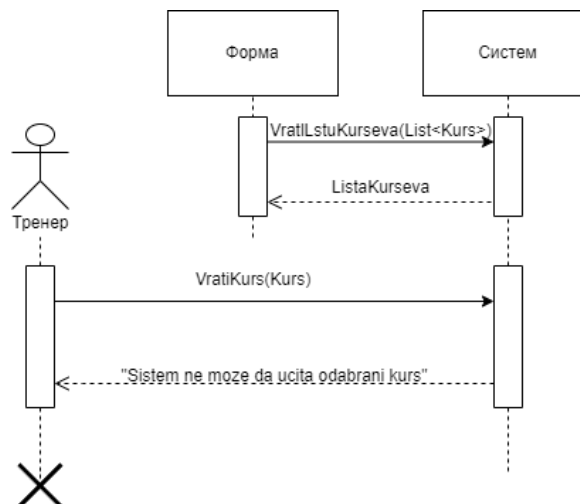 Форма
Систем
VratILstuKurseva(List<Kurs>)
ListaKurseva
Тренер
VratiKurs(Kurs)
"Sistem ne moze da ucita odabrani kurs"